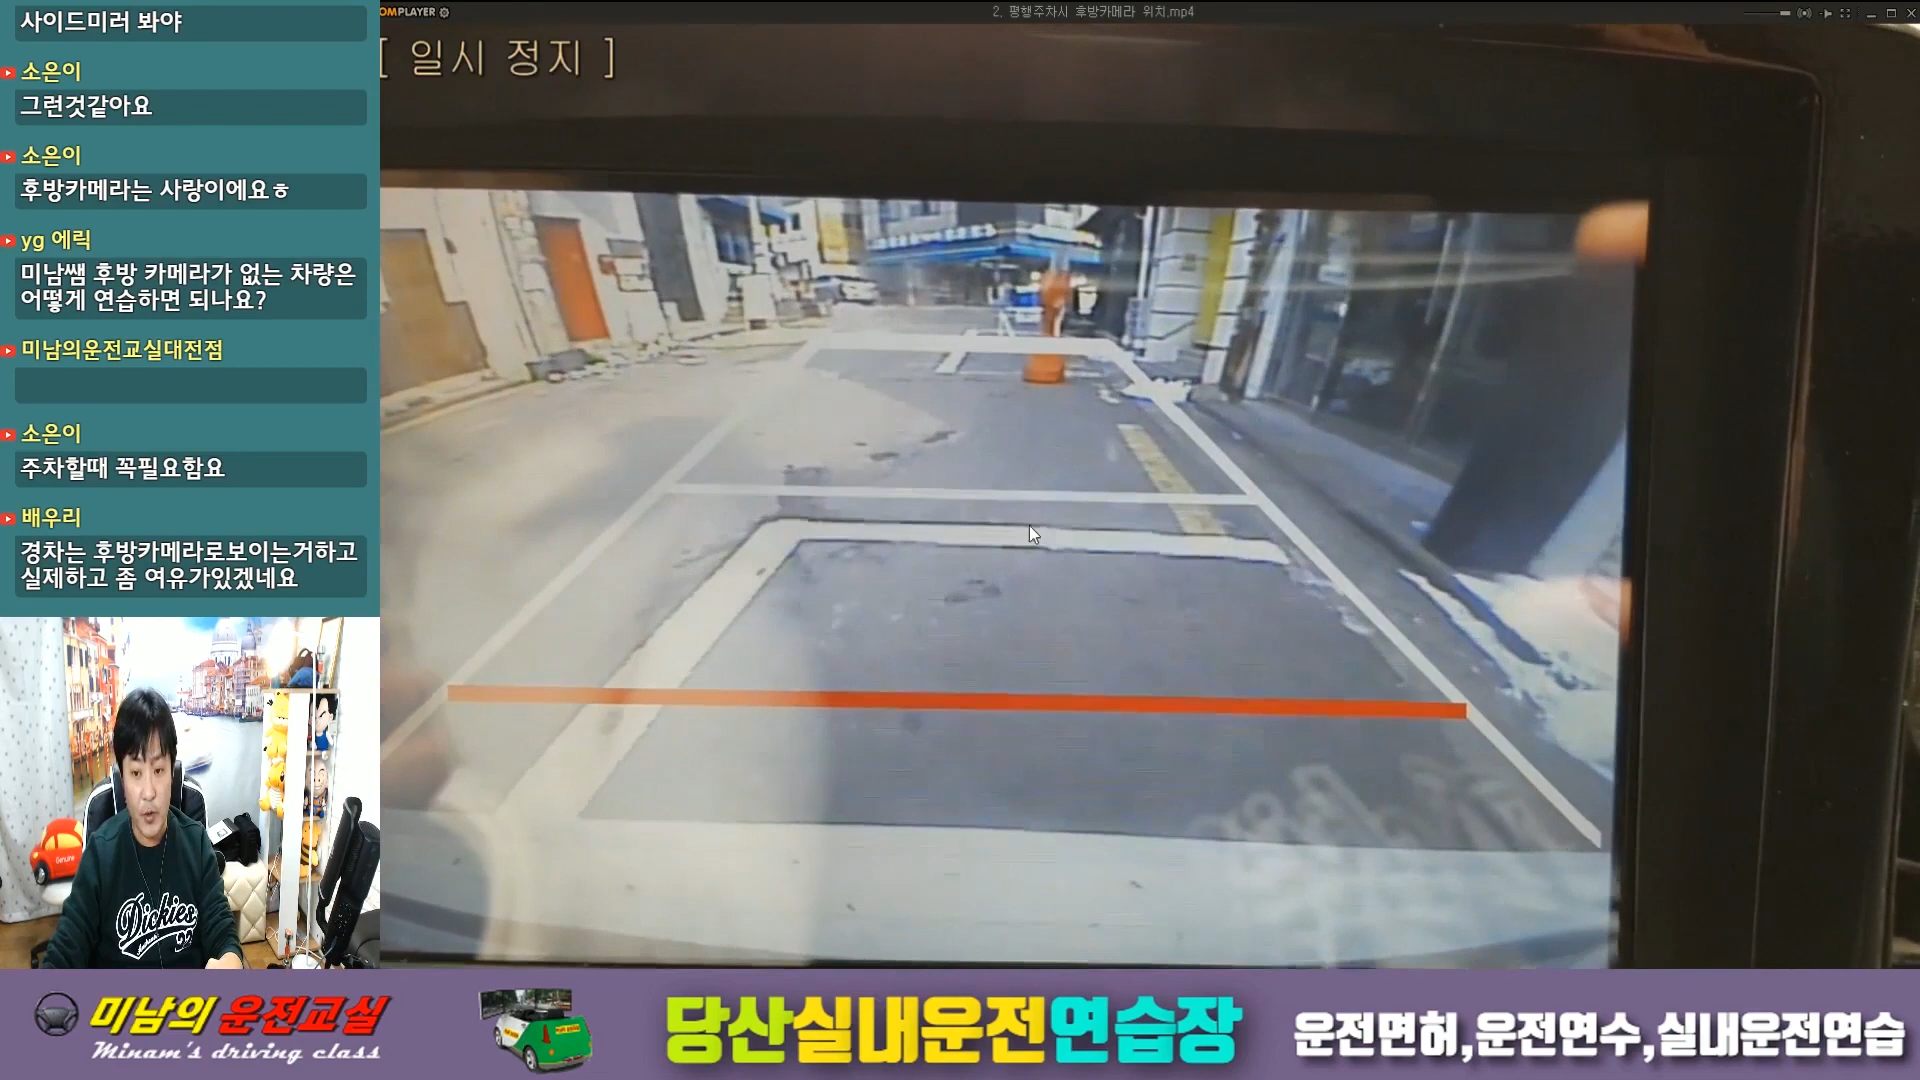 사이드미러 봐야
소은이
그런것같아요
소은이
후방카메라는 사랑이에요ㅎ
yg 에릭
미남쌤 후방 카메라가 없는 차량은
어떻게 연습하면 되나요?
미남의운전교실대전점
소은이
주차할때 꼭필요함요
배우리
경차는 후방카메라로보이는거하고
실제하고 좀 여유가있겠네요
OMPLAYER
2. 평행주차시 후방카메라 위치.mp4
[ 일시 정지 ]
Genuine
Dickies
22
미남의 운전교실
Minam's driving class
당산실내운전연습장
운전면허,운전연수,실내운전연습